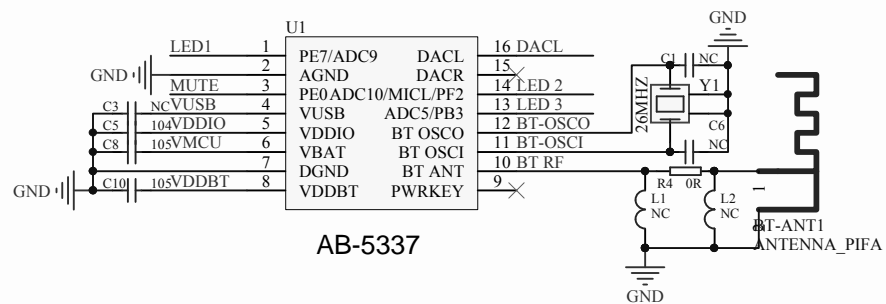 U1
LED1 1 PE7/ADC9 DACL 16 DACL
GND 2 AGND DACR 15
MUTE 3 PE0ADC10/MICL/PF2 14 LED 2
C3 NC VUSB 4 VUSB ADC5/PB3 13 LED 3
C5 104 VDDIO 5 VDDIO BT OSCO 12 BT-OSCO
C8 105 VMCU 6 VBAT BT OSCI 11 BT-OSCI
7 DGND BT ANT 10 BT RF
GND C10 105 VDDBT 8 VDDBT PWRKEY 9
AB-5337
GND
C1 NC
26MHZ Y1
C6
NC
R4 0R
L1 NC
L2 NC
1
2
BT-ANT1
ANTENNA_PIFA
GND